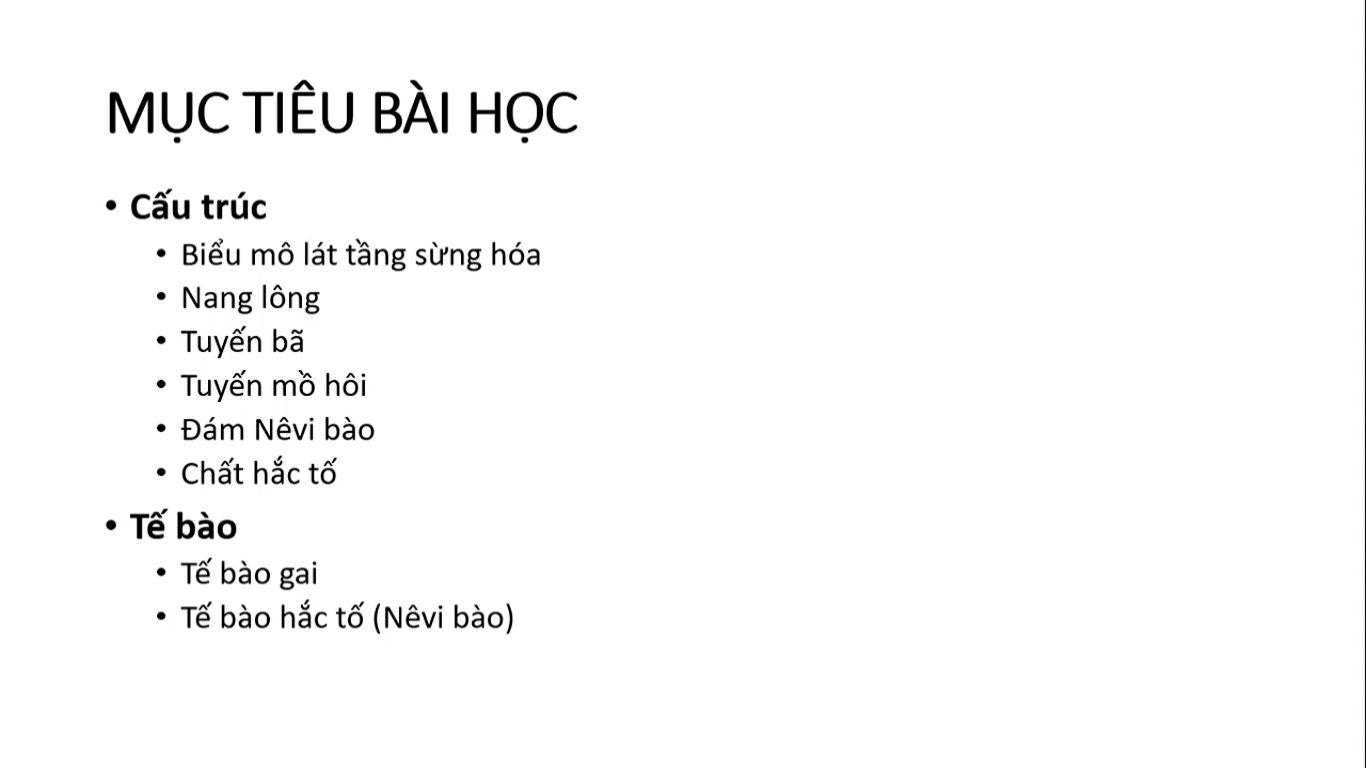 MỤC TIÊU BÀI HỌC
• Cấu trúc
• Biểu mô lát tầng sừng hóa
• Nang lông
• Tuyến bã
• Tuyến mồ hôi
• Đám Nêvi bào
• Chất hắc tố
• Tế bào
• Tế bào gai
• Tế bào hắc tố (Nêvi bào)